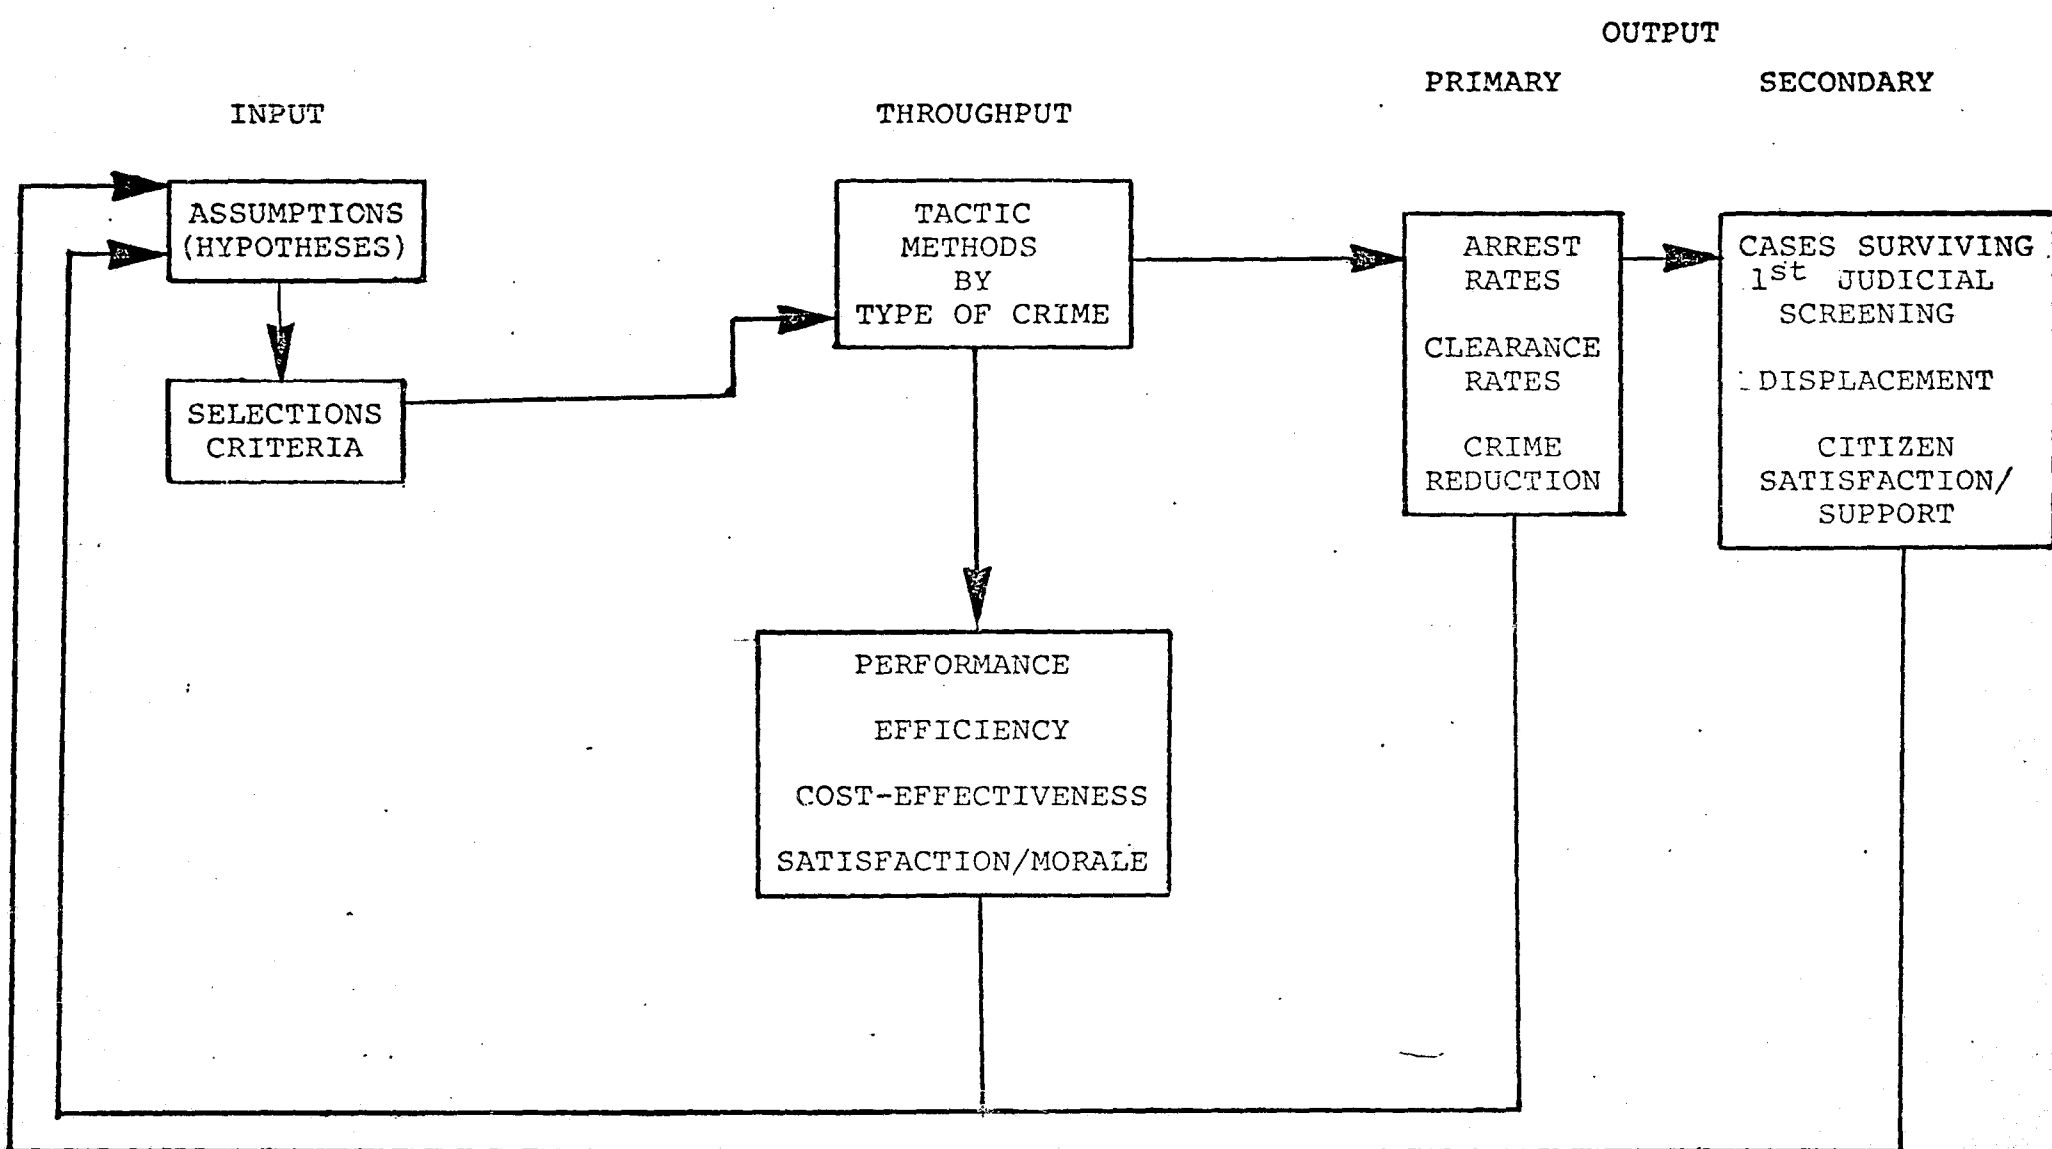 OUTPUT
PRIMARY
SECONDARY
INPUT
THROUGHPUT
ASSUMPTIONS
(HYPOTHESES)
SELECTIONS
CRITERIA
TACTIC
METHODS
BY
TYPE OF CRIME
PERFORMANCE
EFFICIENCY
COST-EFFECTIVENESS
SATISFACTION/MORALE
ARREST
RATES
CLEARANCE
RATES
CRIME
REDUCTION
CASES SURVIVING
1st JUDICIAL
SCREENING
DISPLACEMENT
CITIZEN
SATISFACTION/
SUPPORT